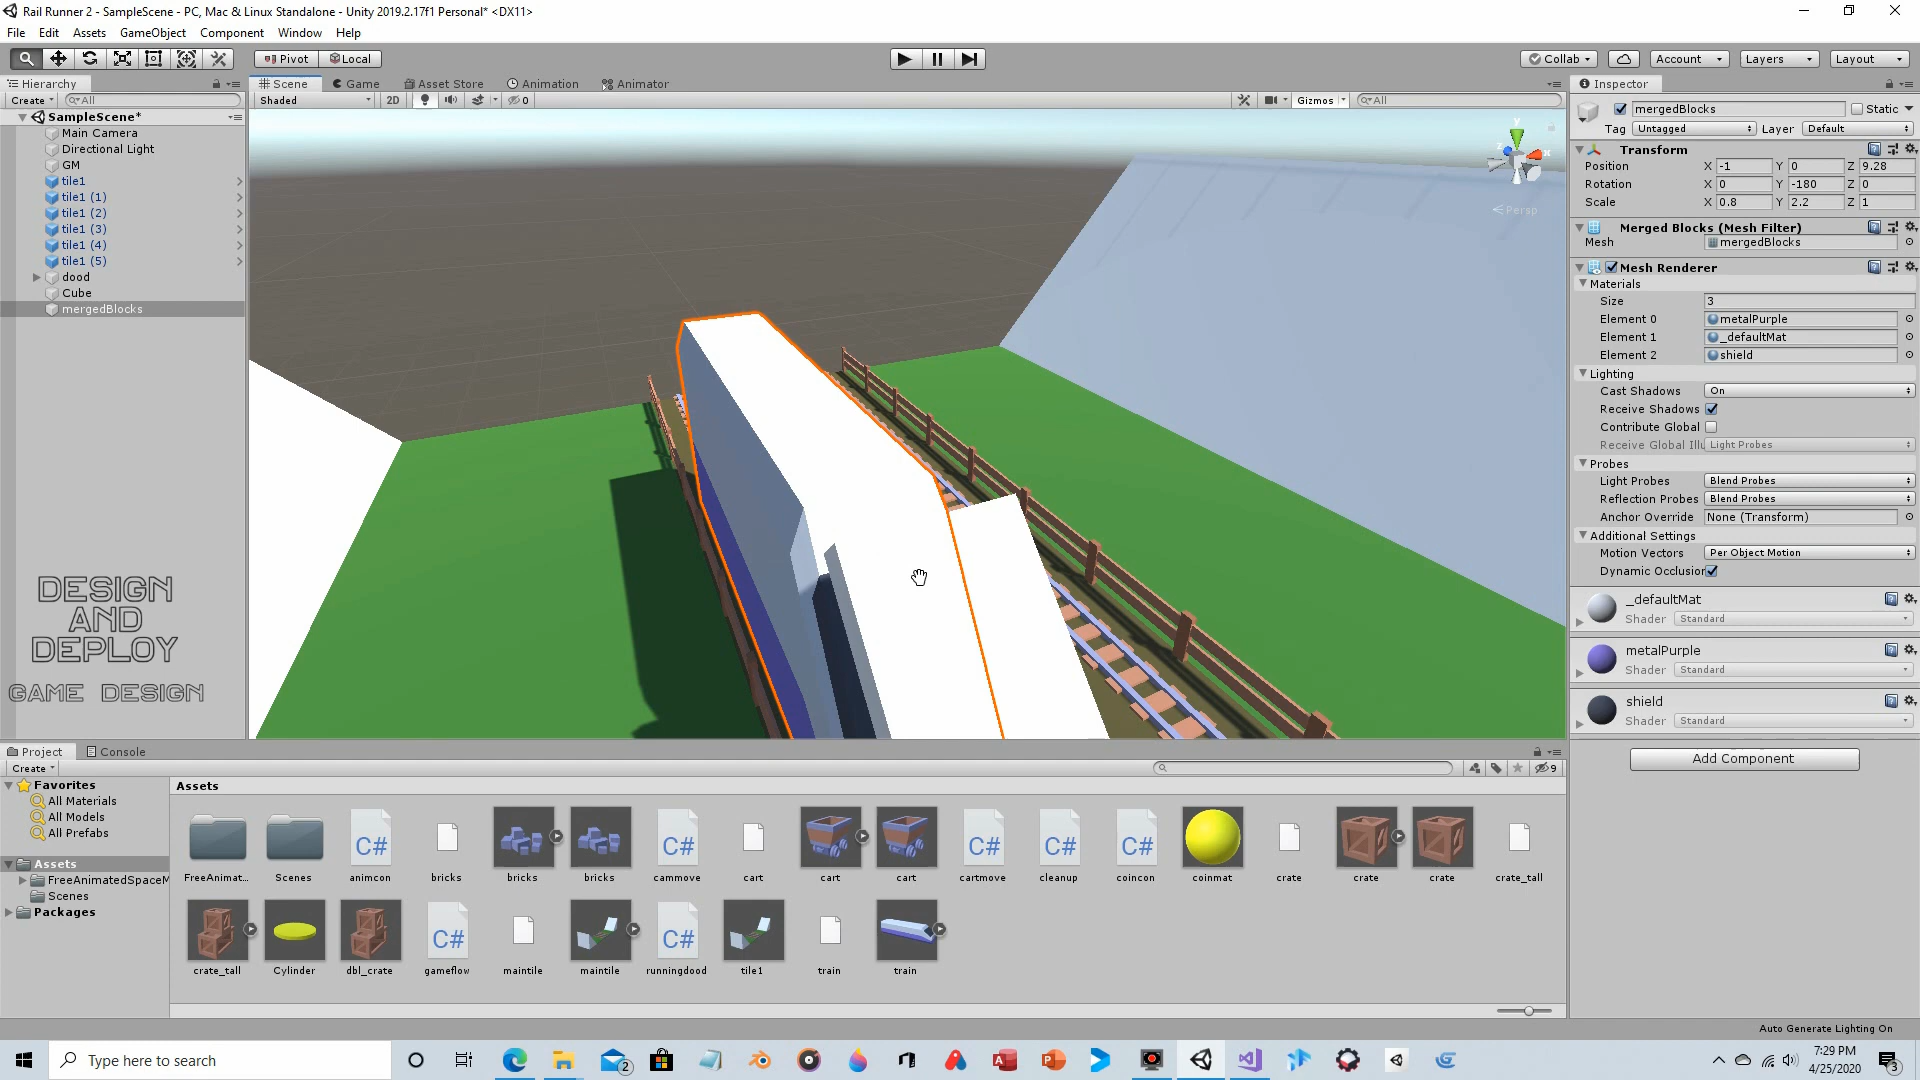 Rail Runner 2 - SampleScene - PC, Mac & Linux Standalone - Unity 2019.2.17f1 Personal* <DX11>
File Edit Assets GameObject Component Window Help
Pivot Local
Collab Account Layers Layout
Hierarchy
Create All
SampleScene*
Main Camera
Directional Light
GM
tile1
tile1 (1)
tile1 (2)
tile1 (3)
tile1 (4)
tile1 (5)
dood
Cube
mergedBlocks
DESIGN
AND
DEPLOY
GAME DESIGN
Scene Game Asset Store Animation Animator
Shaded 2D 0 Gizmos All
y
x
z
Persp
Inspector
mergedBlocks Static
Tag Untagged Layer Default
Transform
Position X -1 Y 0 Z 9.28
Rotation X 0 Y -180 Z 0
Scale X 0.8 Y 2.2 Z 1
Merged Blocks (Mesh Filter)
Mesh mergedBlocks
Mesh Renderer
Materials
Size 3
Element 0 metalPurple
Element 1 _defaultMat
Element 2 shield
Lighting
Cast Shadows On
Receive Shadows
Contribute Global
Receive Global Illu Light Probes
Probes
Light Probes Blend Probes
Reflection Probes Blend Probes
Anchor Override None (Transform)
Additional Settings
Motion Vectors Per Object Motion
Dynamic Occlusion
_defaultMat
Shader Standard
metalPurple
Shader Standard
shield
Shader Standard
Add Component
Project Console
Create 9
Favorites
All Materials
All Models
All Prefabs
Assets
FreeAnimatedSpaceM
Scenes
Packages
Assets
C# C# C# C# C#
FreeAnimat... Scenes animcon bricks bricks bricks cammove cart cart cart cartmove cleanup coincon coinmat crate crate crate crate_tall
C# C#
crate_tall Cylinder dbl_crate gameflow maintile maintile runningdood tile1 train train
Auto Generate Lighting On
Type here to search
2
7:29 PM
4/25/2020
3